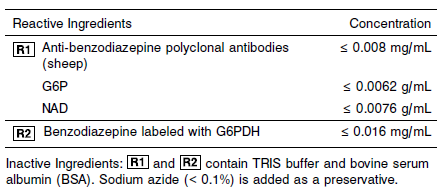 Reactive Ingredients Concentration
R1 Anti-benzodiazepine polyclonal antibodies ≤ 0.008 mg/mL
(sheep)
G6P ≤ 0.0062 g/mL
NAD ≤ 0.0076 g/mL
R2 Benzodiazepine labeled with G6PDH ≤ 0.016 mg/mL
Inactive Ingredients: R1 and R2 contain TRIS buffer and bovine serum
albumin (BSA). Sodium azide (< 0.1%) is added as a preservative.